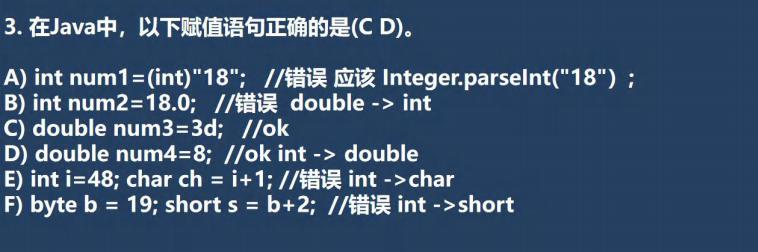 3. 在Java中，以下赋值语句正确的是(C D)。
A) int num1=(int)"18";   //错误 应该 Integer.parseInt("18") ;
B) int num2=18.0;   //错误  double -> int
C) double num3=3d;   //ok
D) double num4=8;  //ok int -> double
E) int i=48; char ch = i+1; //错误 int ->char
F) byte b = 19; short s = b+2;  //错误 int ->short